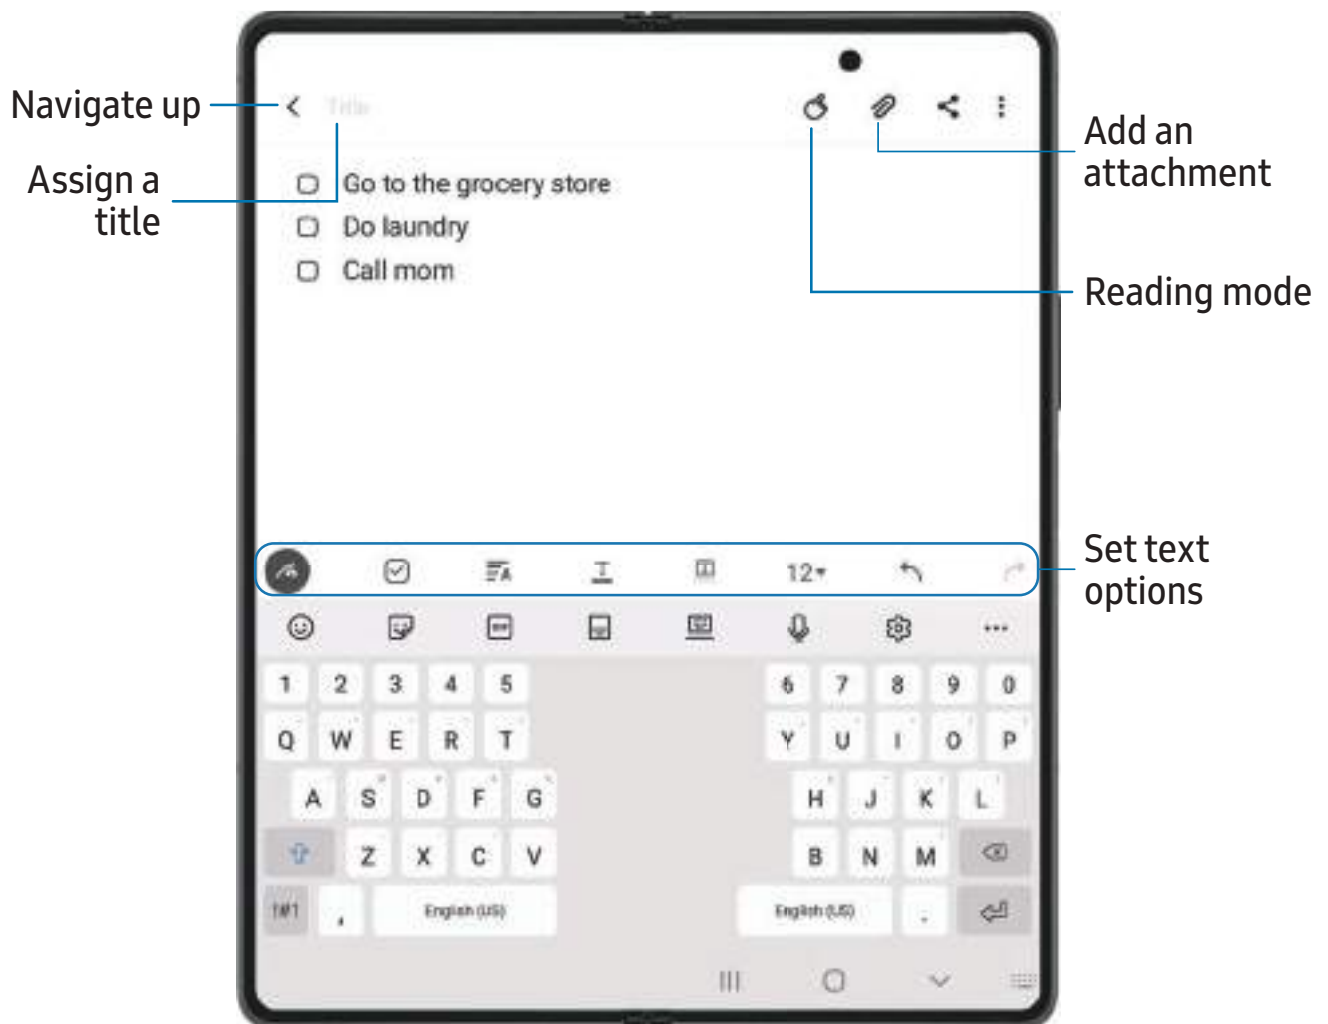 Navigate up
Title
Assign a
title
Add an
attachment
Go to the grocery store
Do laundry
Call mom
Reading mode
Set text
options
12
1 2 3 4 5 6 7 8 9 0
Q W E R T Y U I O P
A S D F G H J K L
Z X C V B N M
!#1 , English (US) English (US) .